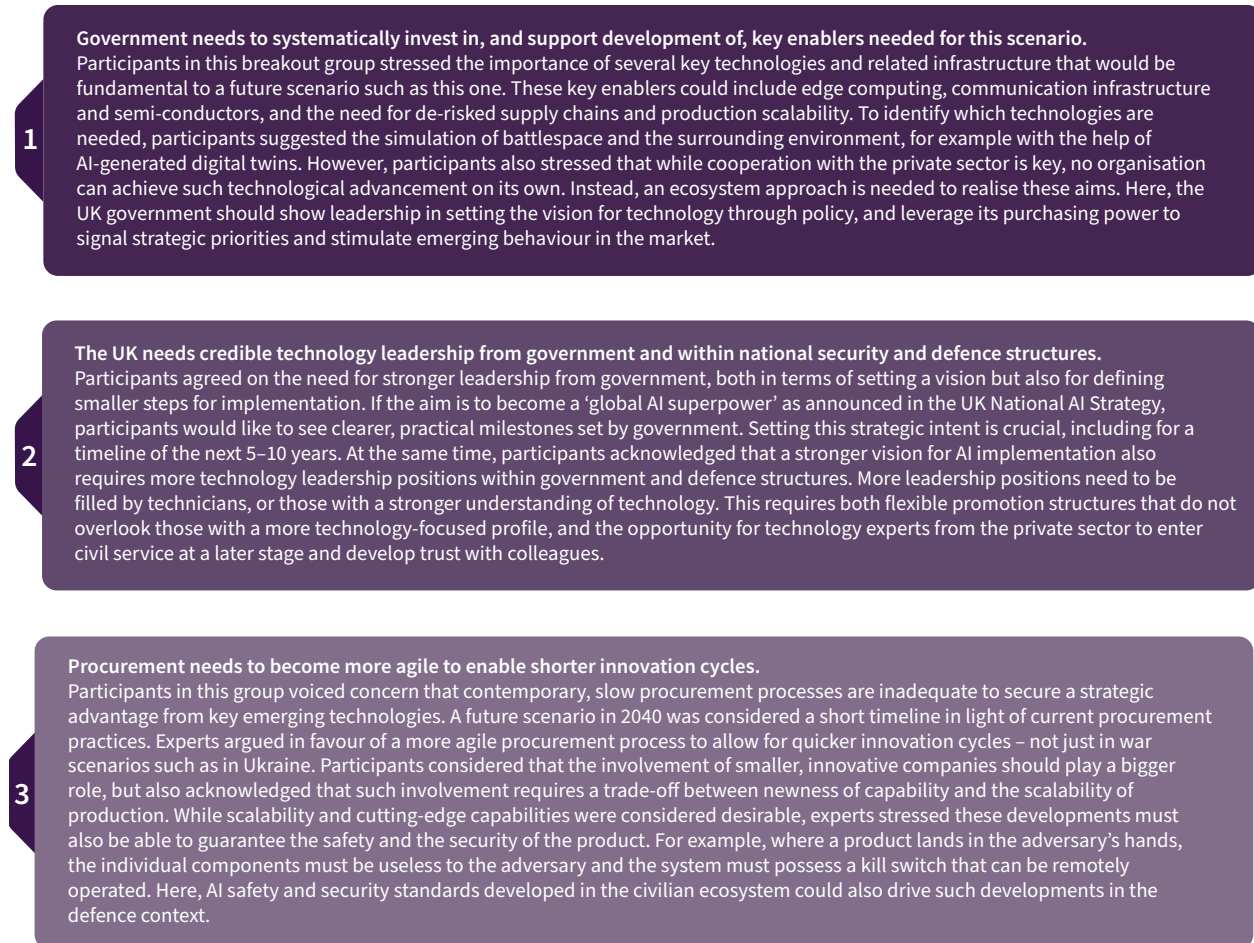 Government needs to systematically invest in, and support development of, key enablers needed for this scenario.
Participants in this breakout group stressed the importance of several key technologies and related infrastructure that would be
fundamental to a future scenario such as this one. These key enablers could include edge computing, communication infrastructure
and semi-conductors, and the need for de-risked supply chains and production scalability. To identify which technologies are
needed, participants suggested the simulation of battlespace and the surrounding environment, for example with the help of
AI-generated digital twins. However, participants also stressed that while cooperation with the private sector is key, no organisation
can achieve such technological advancement on its own. Instead, an ecosystem approach is needed to realise these aims. Here, the
UK government should show leadership in setting the vision for technology through policy, and leverage its purchasing power to
signal strategic priorities and stimulate emerging behaviour in the market.
1
The UK needs credible technology leadership from government and within national security and defence structures.
Participants agreed on the need for stronger leadership from government, both in terms of setting a vision but also for defining
smaller steps for implementation. If the aim is to become a ‘global AI superpower’ as announced in the UK National AI Strategy,
participants would like to see clearer, practical milestones set by government. Setting this strategic intent is crucial, including for a
timeline of the next 5–10 years. At the same time, participants acknowledged that a stronger vision for AI implementation also
requires more technology leadership positions within government and defence structures. More leadership positions need to be
filled by technicians, or those with a stronger understanding of technology. This requires both flexible promotion structures that do not
overlook those with a more technology-focused profile, and the opportunity for technology experts from the private sector to enter
civil service at a later stage and develop trust with colleagues.
2
Procurement needs to become more agile to enable shorter innovation cycles.
Participants in this group voiced concern that contemporary, slow procurement processes are inadequate to secure a strategic
advantage from key emerging technologies. A future scenario in 2040 was considered a short timeline in light of current procurement
practices. Experts argued in favour of a more agile procurement process to allow for quicker innovation cycles – not just in war
scenarios such as in Ukraine. Participants considered that the involvement of smaller, innovative companies should play a bigger
role, but also acknowledged that such involvement requires a trade-off between newness of capability and the scalability of
production. While scalability and cutting-edge capabilities were considered desirable, experts stressed these developments must
also be able to guarantee the safety and the security of the product. For example, where a product lands in the adversary’s hands,
the individual components must be useless to the adversary and the system must possess a kill switch that can be remotely
operated. Here, AI safety and security standards developed in the civilian ecosystem could also drive such developments in the
defence context.
3